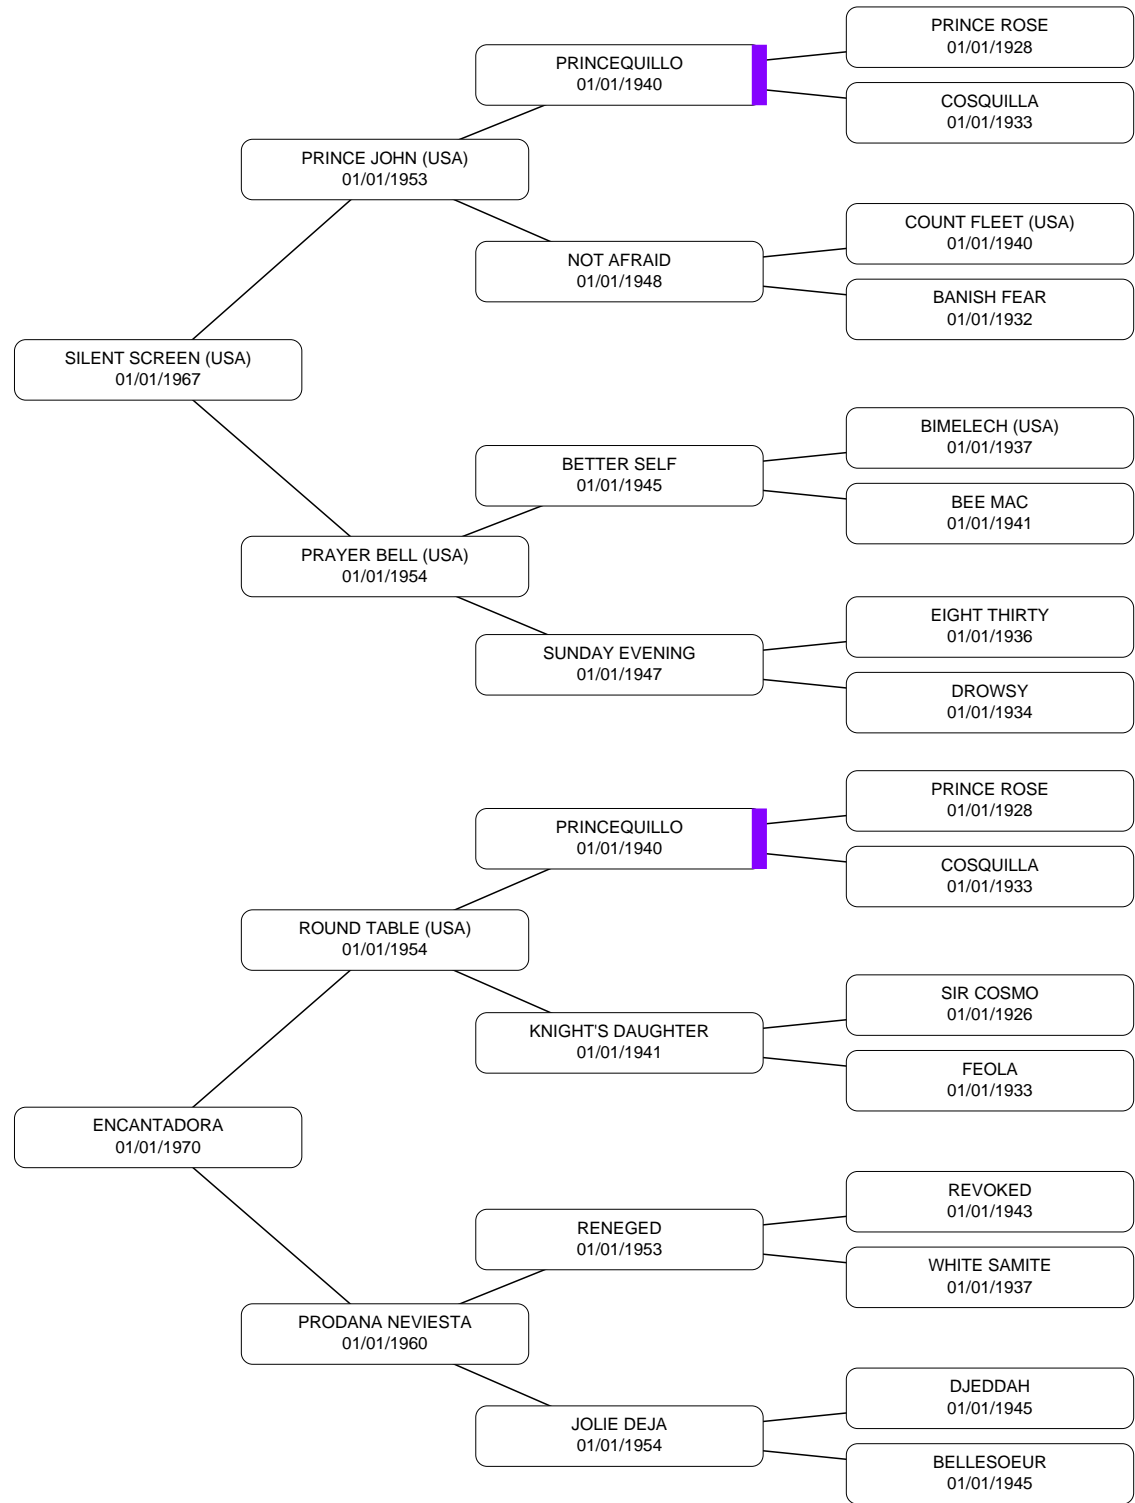 PRINCE ROSE
01/01/1928
PRINCEQUILLO
01/01/1940
COSQUILLA
01/01/1933
PRINCE JOHN (USA)
01/01/1953
COUNT FLEET (USA)
01/01/1940
NOT AFRAID
01/01/1948
BANISH FEAR
01/01/1932
SILENT SCREEN (USA)
01/01/1967
BIMELECH (USA)
01/01/1937
BETTER SELF
01/01/1945
BEE MAC
01/01/1941
PRAYER BELL (USA)
01/01/1954
EIGHT THIRTY
01/01/1936
SUNDAY EVENING
01/01/1947
DROWSY
01/01/1934
PRINCE ROSE
01/01/1928
PRINCEQUILLO
01/01/1940
COSQUILLA
01/01/1933
ROUND TABLE (USA)
01/01/1954
SIR COSMO
01/01/1926
KNIGHT'S DAUGHTER
01/01/1941
FEOLA
01/01/1933
ENCANTADORA
01/01/1970
REVOKED
01/01/1943
RENEGED
01/01/1953
WHITE SAMITE
01/01/1937
PRODANA NEVIESTA
01/01/1960
DJEDDAH
01/01/1945
JOLIE DEJA
01/01/1954
BELLESOEUR
01/01/1945